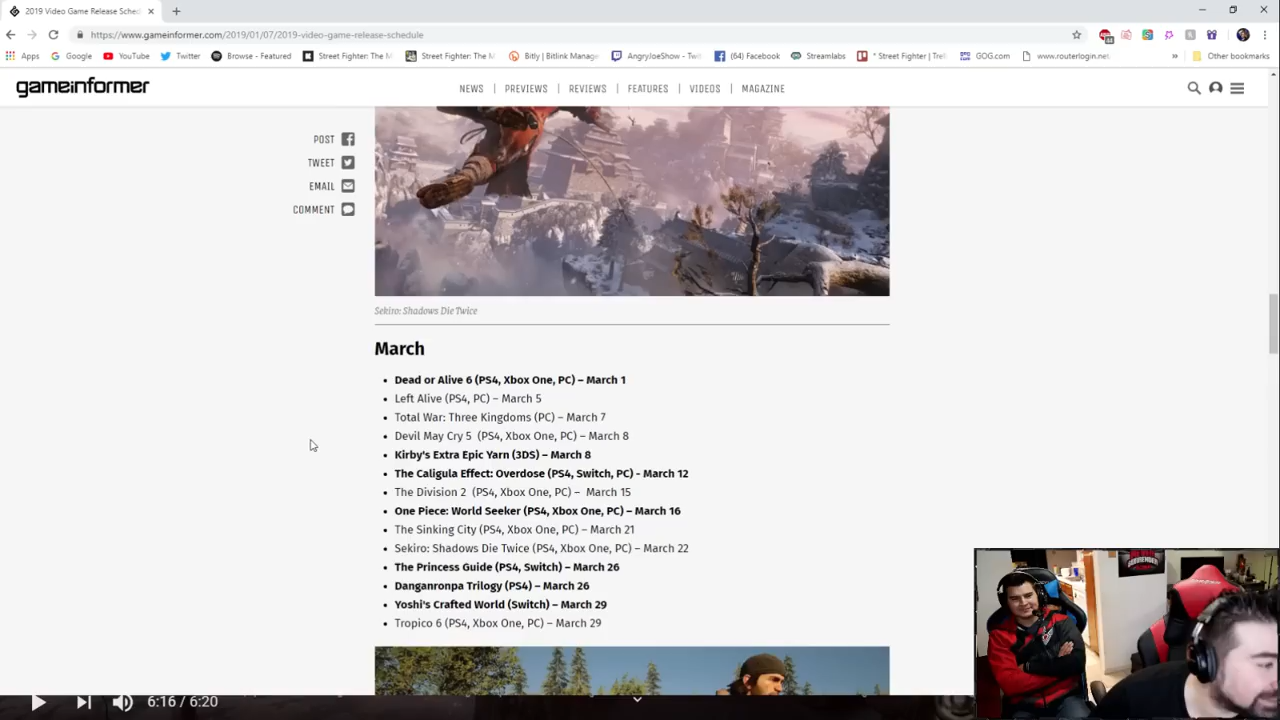 2019 Video Game Release Sched
https://www.gameinformer.com/2019/01/07/2019-video-game-release-schedule
Apps Google YouTube Twitter Browse - Featured Street Fighter: The M Street Fighter: The M Bitly | Bitlink Manage AngryJoeShow - Twi (64) Facebook Streamlabs * Street Fighter | Trel GOG.com www.routerlogin.net » Other bookmarks
gameinformer
NEWS | PREVIEWS | REVIEWS | FEATURES | VIDEOS | MAGAZINE
POST
TWEET
EMAIL
COMMENT
Sekiro: Shadows Die Twice
March
• Dead or Alive 6 (PS4, Xbox One, PC) – March 1
• Left Alive (PS4, PC) – March 5
• Total War: Three Kingdoms (PC) – March 7
• Devil May Cry 5 (PS4, Xbox One, PC) – March 8
• Kirby's Extra Epic Yarn (3DS) – March 8
• The Caligula Effect: Overdose (PS4, Switch, PC) - March 12
• The Division 2 (PS4, Xbox One, PC) – March 15
• One Piece: World Seeker (PS4, Xbox One, PC) – March 16
• The Sinking City (PS4, Xbox One, PC) – March 21
• Sekiro: Shadows Die Twice (PS4, Xbox One, PC) – March 22
• The Princess Guide (PS4, Switch) – March 26
• Danganronpa Trilogy (PS4) – March 26
• Yoshi's Crafted World (Switch) – March 29
• Tropico 6 (PS4, Xbox One, PC) – March 29
6:16 / 6:20